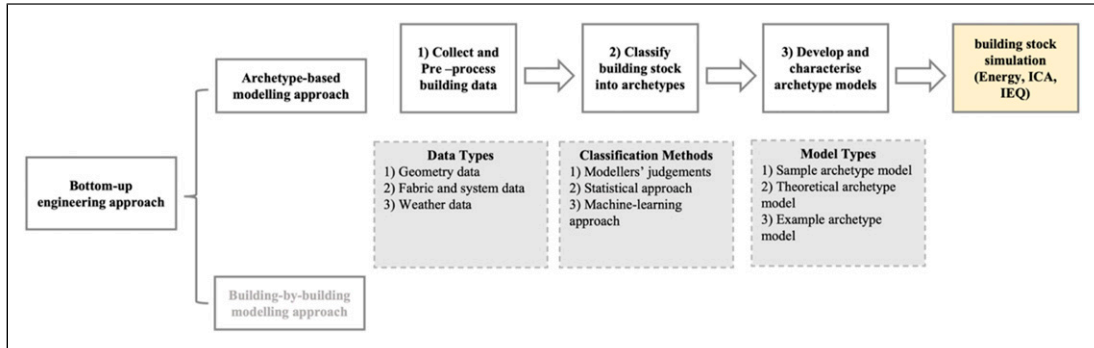 Bottom-up
engineering approach
Archetype-based
modelling approach
Building-by-building
modelling approach
1) Collect and
Pre –process
building data
2) Classify
building stock
into archetypes
3) Develop and
characterise
archetype models
building stock
simulation
(Energy, ICA,
IEQ)
Data Types
1) Geometry data
2) Fabric and system data
3) Weather data
Classification Methods
1) Modellers’ judgements
2) Statistical approach
3) Machine-learning
approach
Model Types
1) Sample archetype model
2) Theoretical archetype
model
3) Example archetype
model